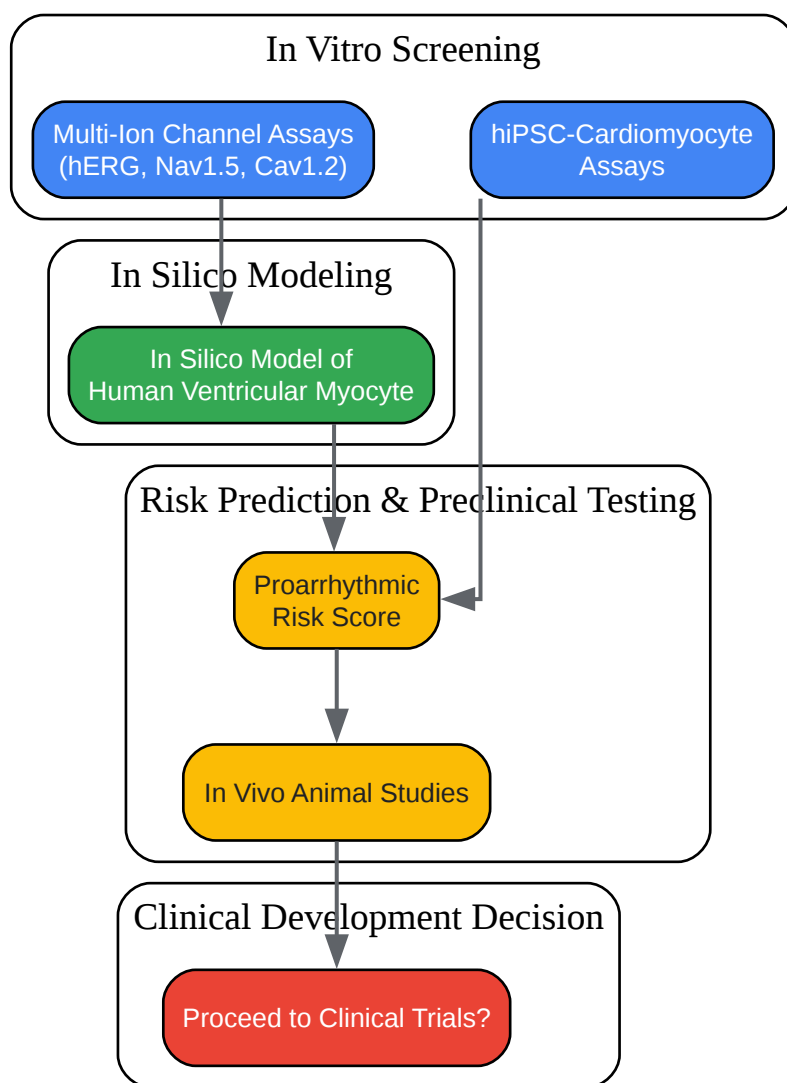 In Vitro Screening
Multi-Ion Channel Assays
(hERG, Nav1.5, Cav1.2)
hiPSC-Cardiomyocyte
Assays
In Silico Modeling
In Silico Model of
Human Ventricular Myocyte
Risk Prediction & Preclinical Testing
Proarrhythmic
Risk Score
In Vivo Animal Studies
Clinical Development Decision
Proceed to Clinical Trials?